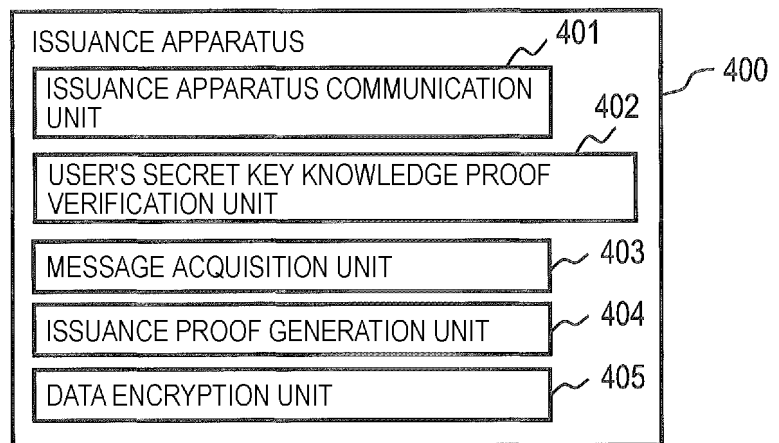 ISSUANCE APPARATUS
401
400
ISSUANCE APPARATUS COMMUNICATION
UNIT
402
USER'S SECRET KEY KNOWLEDGE PROOF
VERIFICATION UNIT
MESSAGE ACQUISITION UNIT
403
ISSUANCE PROOF GENERATION UNIT
404
DATA ENCRYPTION UNIT
405